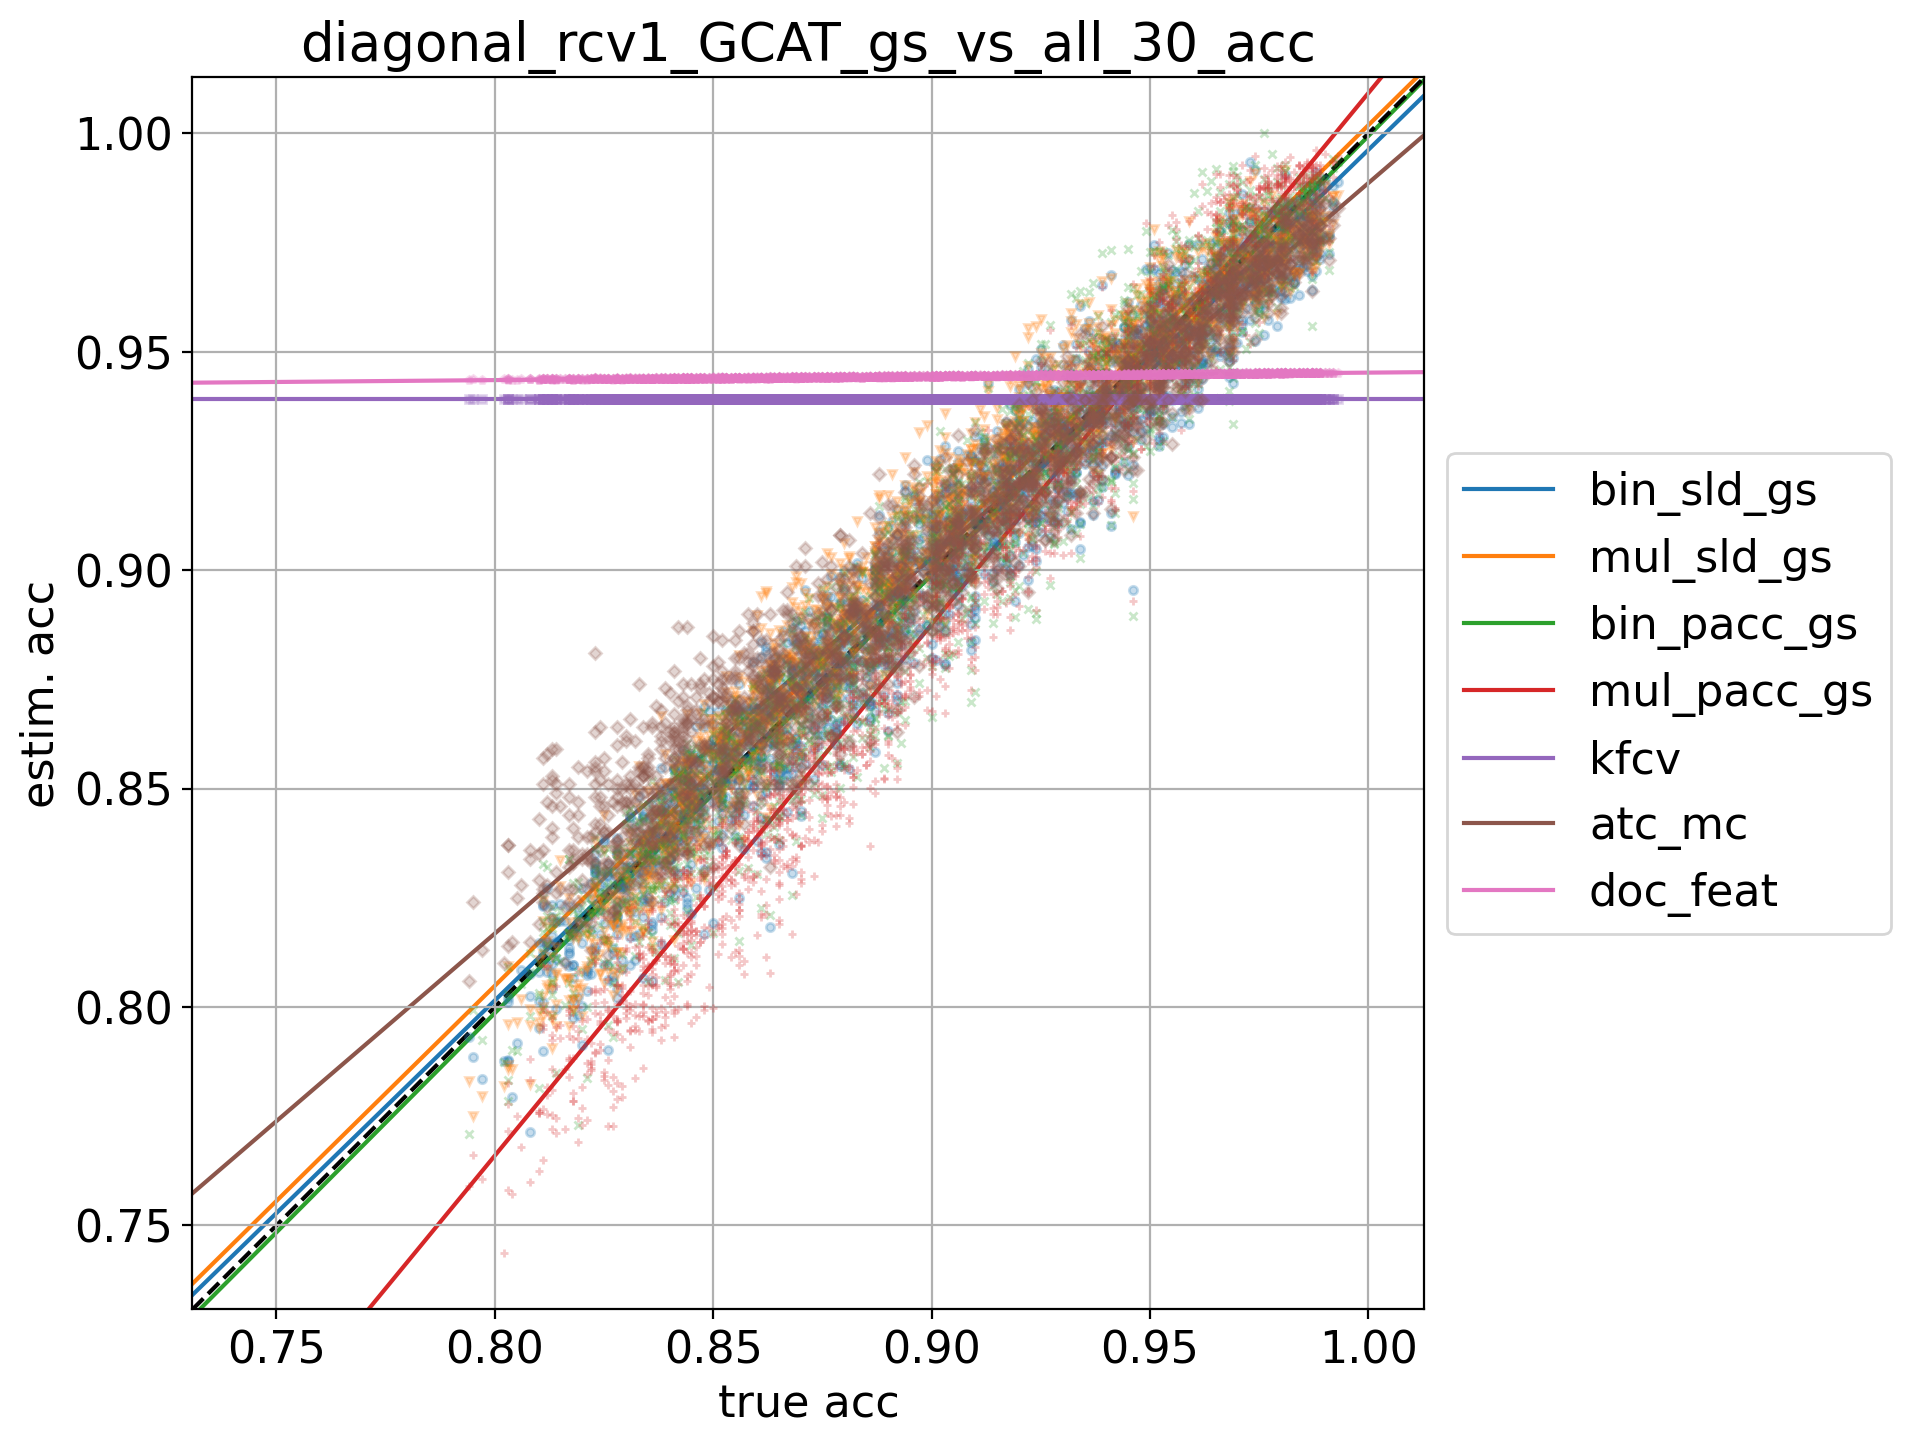 diagonal_rcv1_GCAT_gs_vs_all_30_acc
1.00
0.95
0.90
0.85
0.80
0.75
estim. acc
0.75 0.80 0.85 0.90 0.95 1.00
true acc
bin_sld_gs
mul_sld_gs
bin_pacc_gs
mul_pacc_gs
kfcv
atc_mc
doc_feat